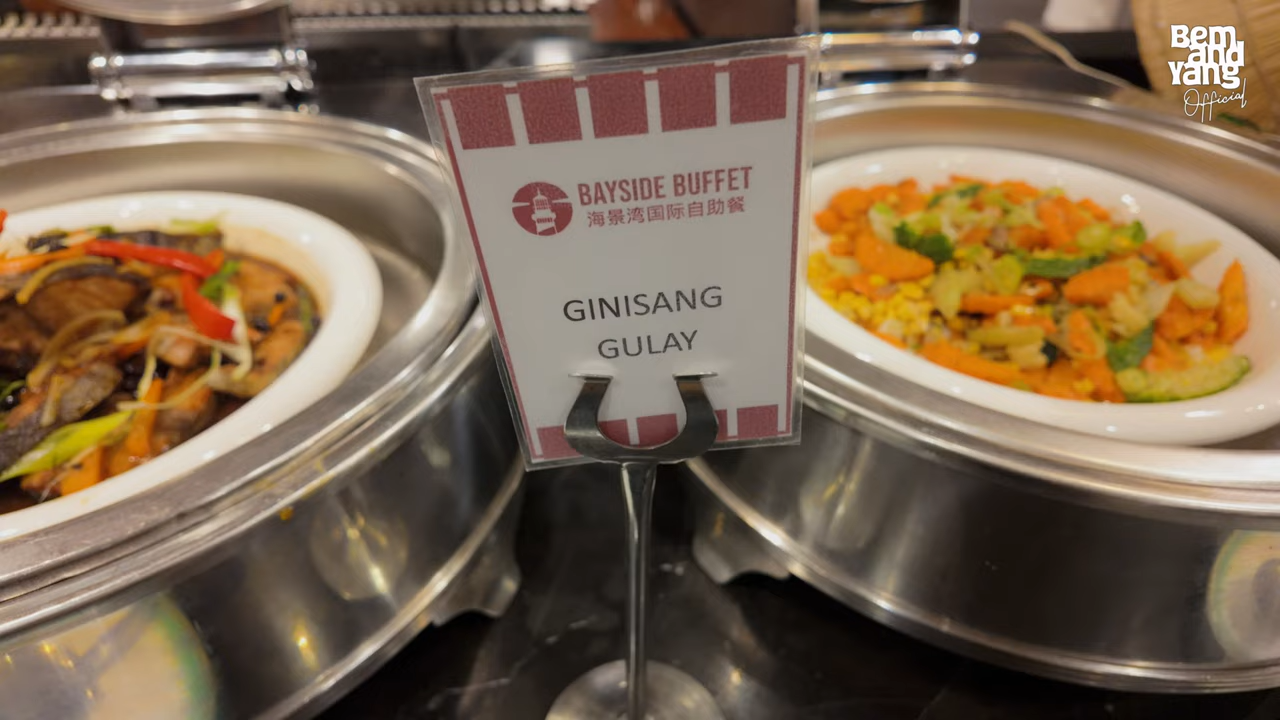 BAYSIDE BUFFET
海景湾国际自助餐
GINISANG
GULAY
Bem
and
Yang
Official